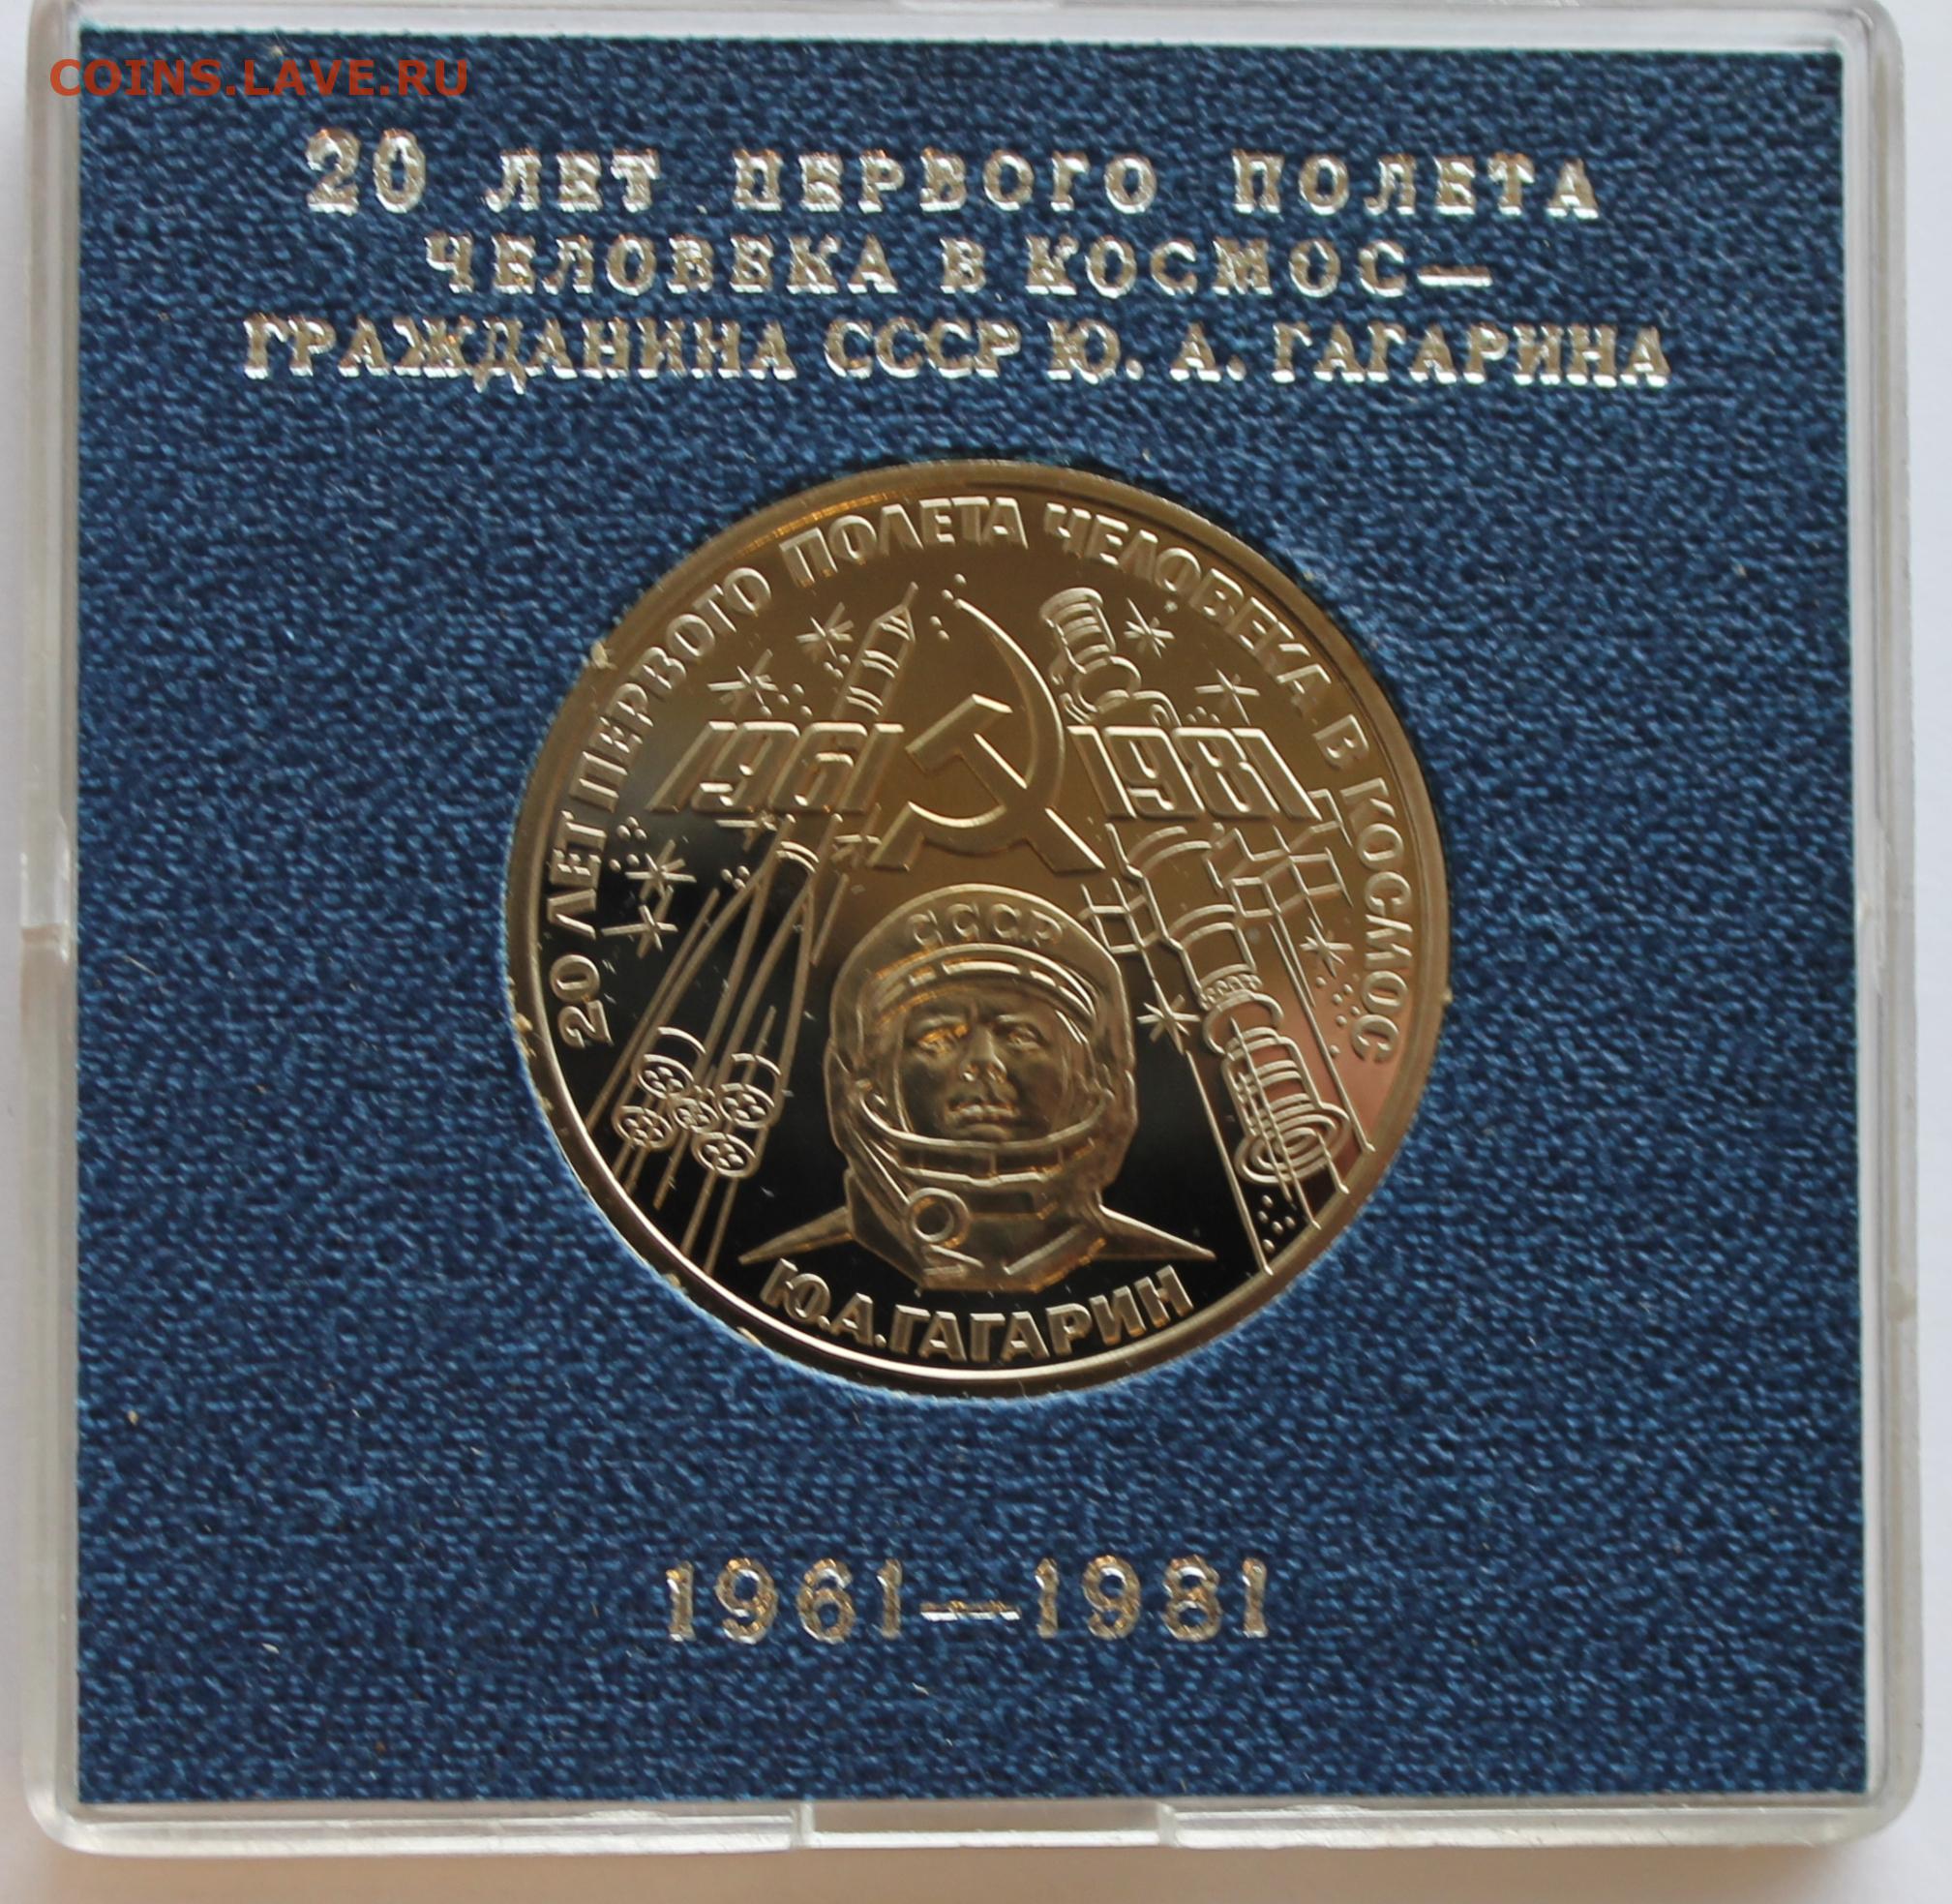 COINS.LAVE.RU
20 ЛЕТ ПЕРВОГО ПОЛЕТА
ЧЕЛОВЕКА В КОСМОС—
ГРАЖДАНИНА СССР Ю. А. ГАГАРИНА
20 ЛЕТ ПЕРВОГО ПОЛЕТА ЧЕЛОВЕКА В КОСМОС
1961 1981
СССР
Ю.А.ГАГАРИН
1961—1981